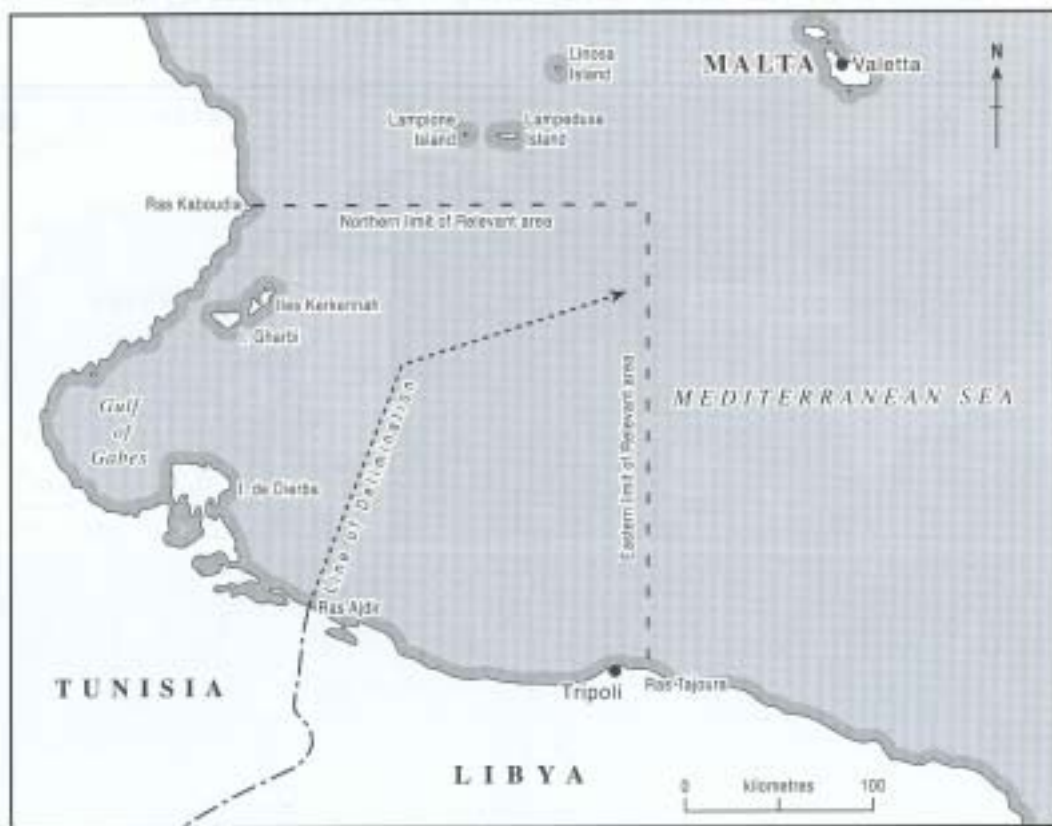 Linosa
Island
MALTA
Valetta
N
Lampione
Island
Lampedusa
Island
Ras Kaboudia
Northern limit of Relevant area
Iles Kerkennah
Gharbi
Line of Delimination
Eastern limit of Relevant area
MEDITERRANEAN SEA
Gulf
of
Gabes
I. de Djerba
Ras Ajdir
TUNISIA
Tripoli
Ras-Tajoura
LIBYA
0 kilometres 100